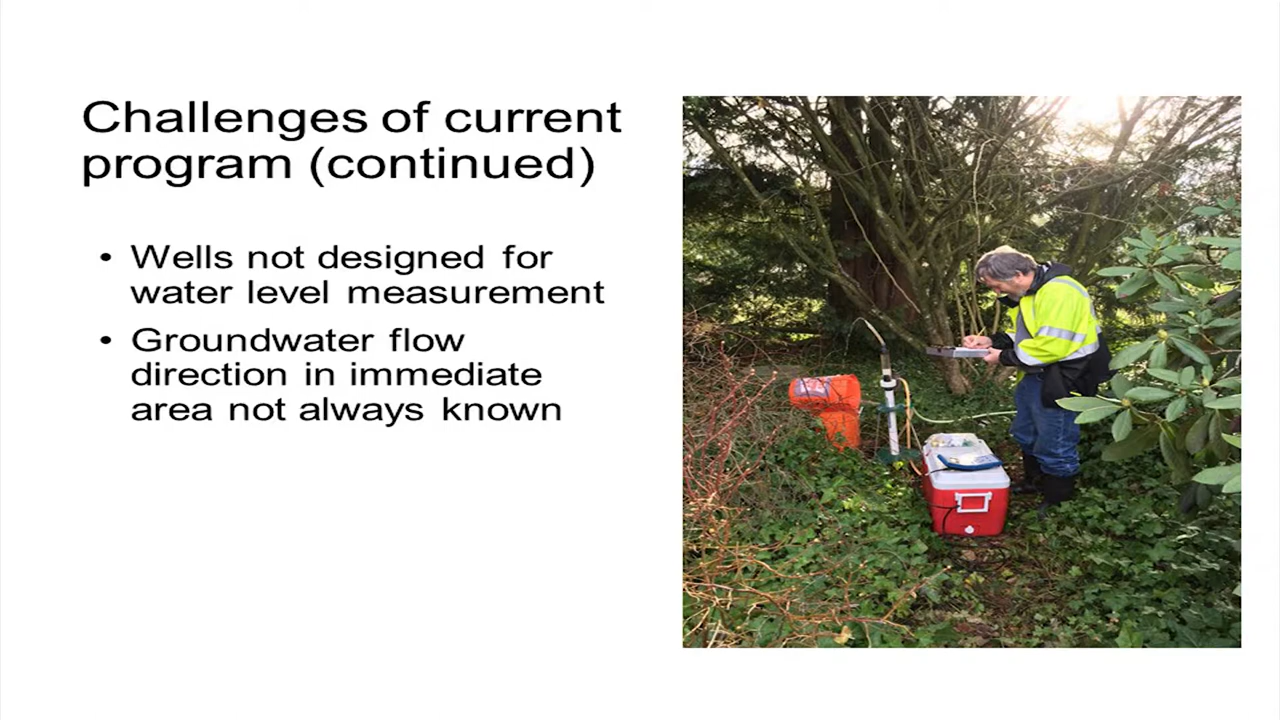 Challenges of current
program (continued)
• Wells not designed for
water level measurement
• Groundwater flow
direction in immediate
area not always known